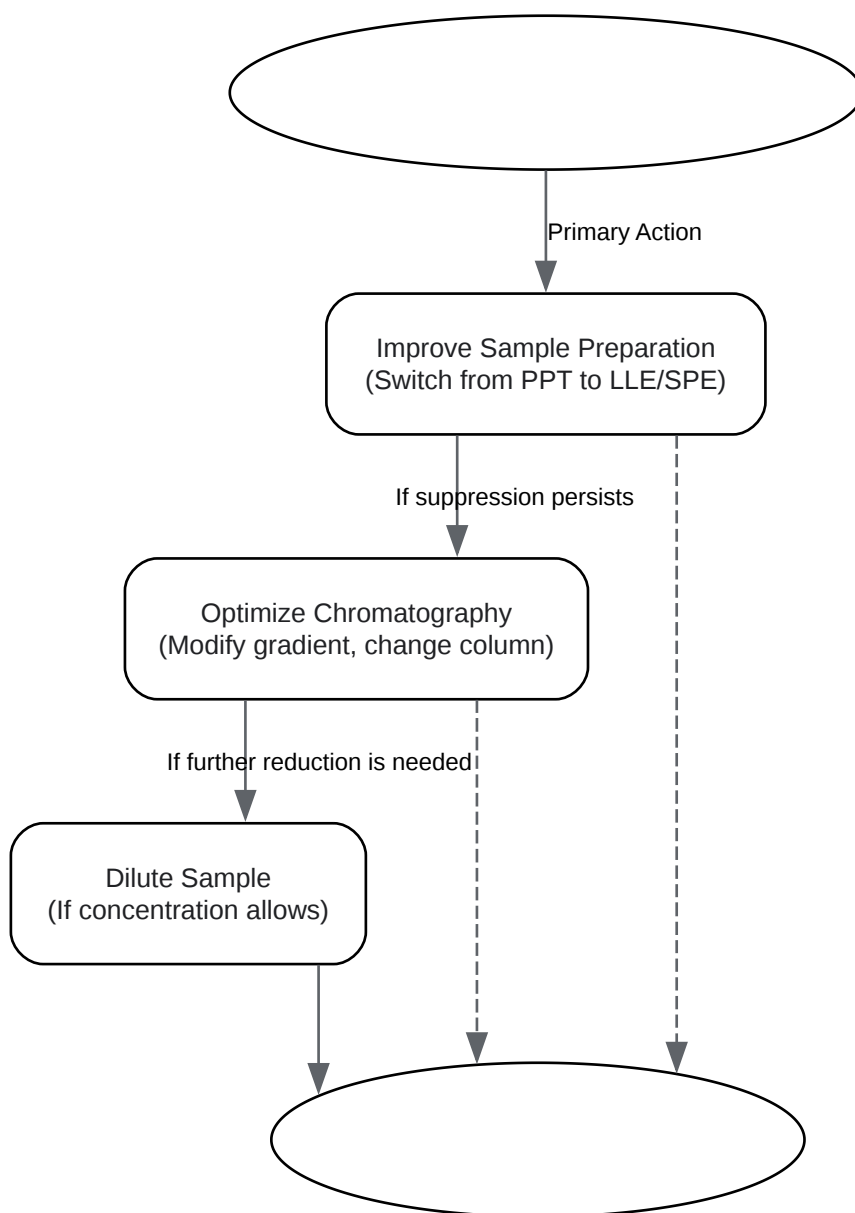 Primary Action
Improve Sample Preparation
(Switch from PPT to LLE/SPE)
If suppression persists
Optimize Chromatography
(Modify gradient, change column)
If further reduction is needed
Dilute Sample
(If concentration allows)